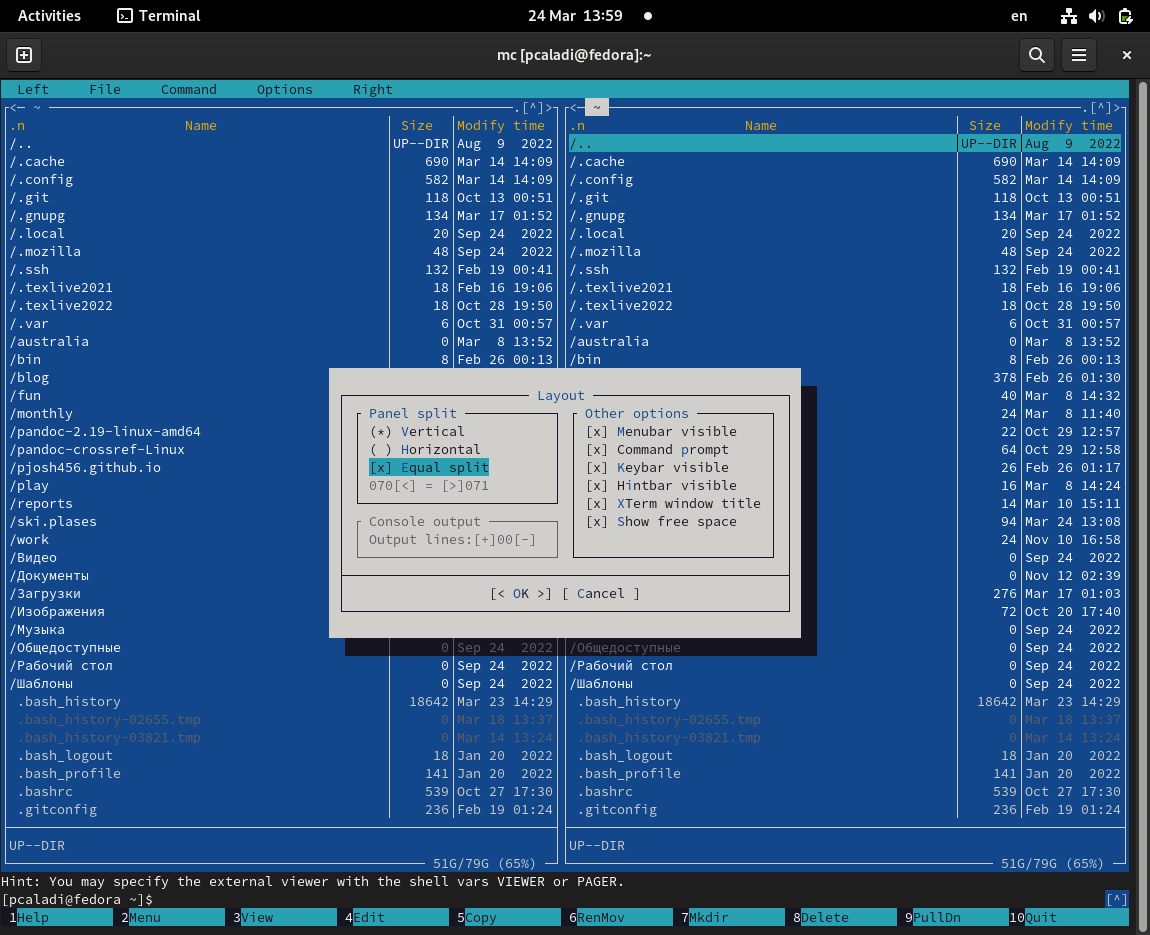 Activities Terminal 24 Mar 13:59 en
mc [pcaladi@fedora]:~
Left File Command Options Right
<─ ~ .[^]> <─ ~ .[^]>
.n Name Size Modify time .n Name Size Modify time
/.. UP--DIR Aug 9 2022 /.. UP--DIR Aug 9 2022
/.cache 690 Mar 14 14:09 /.cache 690 Mar 14 14:09
/.config 582 Mar 14 14:09 /.config 582 Mar 14 14:09
/.git 118 Oct 13 00:51 /.git 118 Oct 13 00:51
/.gnupg 134 Mar 17 01:52 /.gnupg 134 Mar 17 01:52
/.local 20 Sep 24 2022 /.local 20 Sep 24 2022
/.mozilla 48 Sep 24 2022 /.mozilla 48 Sep 24 2022
/.ssh 132 Feb 19 00:41 /.ssh 132 Feb 19 00:41
/.texlive2021 18 Feb 16 19:06 /.texlive2021 18 Feb 16 19:06
/.texlive2022 18 Oct 28 19:50 /.texlive2022 18 Oct 28 19:50
/.var 6 Oct 31 00:57 /.var 6 Oct 31 00:57
/australia 0 Mar 8 13:52 /australia 0 Mar 8 13:52
/bin 8 Feb 26 00:13 /bin 8 Feb 26 00:13
/blog 378 Feb 26 01:30
/fun Layout 40 Mar 8 14:32
/monthly Panel split Other options 24 Mar 8 11:40
/pandoc-2.19-linux-amd64 (*) Vertical [x] Menubar visible 22 Oct 29 12:57
/pandoc-crossref-Linux ( ) Horizontal [x] Command prompt 64 Oct 29 12:58
/pjosh456.github.io [x] Equal split [x] Keybar visible 26 Feb 26 01:17
/play 070[<] = [>]071 [x] Hintbar visible 16 Mar 8 14:24
/reports [x] XTerm window title 14 Mar 10 15:11
/ski.plases Console output [x] Show free space 94 Mar 24 13:08
/work Output lines:[+]00[-] 24 Nov 10 16:58
/Видео 0 Sep 24 2022
/Документы 0 Nov 12 02:39
/Загрузки [< OK >] [ Cancel ] 276 Mar 17 01:03
/Изображения 72 Oct 20 17:40
/Музыка 0 Sep 24 2022
/Общедоступные 0 Sep 24 2022 /Общедоступные 0 Sep 24 2022
/Рабочий стол 0 Sep 24 2022 /Рабочий стол 0 Sep 24 2022
/Шаблоны 0 Sep 24 2022 /Шаблоны 0 Sep 24 2022
.bash_history 18642 Mar 23 14:29 .bash_history 18642 Mar 23 14:29
.bash_history-02655.tmp 0 Mar 18 13:37 .bash_history-02655.tmp 0 Mar 18 13:37
.bash_history-03821.tmp 0 Mar 14 13:24 .bash_history-03821.tmp 0 Mar 14 13:24
.bash_logout 18 Jan 20 2022 .bash_logout 18 Jan 20 2022
.bash_profile 141 Jan 20 2022 .bash_profile 141 Jan 20 2022
.bashrc 539 Oct 27 17:30 .bashrc 539 Oct 27 17:30
.gitconfig 236 Feb 19 01:24 .gitconfig 236 Feb 19 01:24
UP--DIR UP--DIR
51G/79G (65%) 51G/79G (65%)
Hint: You may specify the external viewer with the shell vars VIEWER or PAGER.
[pcaladi@fedora ~]$ [^]
1Help 2Menu 3View 4Edit 5Copy 6RenMov 7Mkdir 8Delete 9PullDn 10Quit